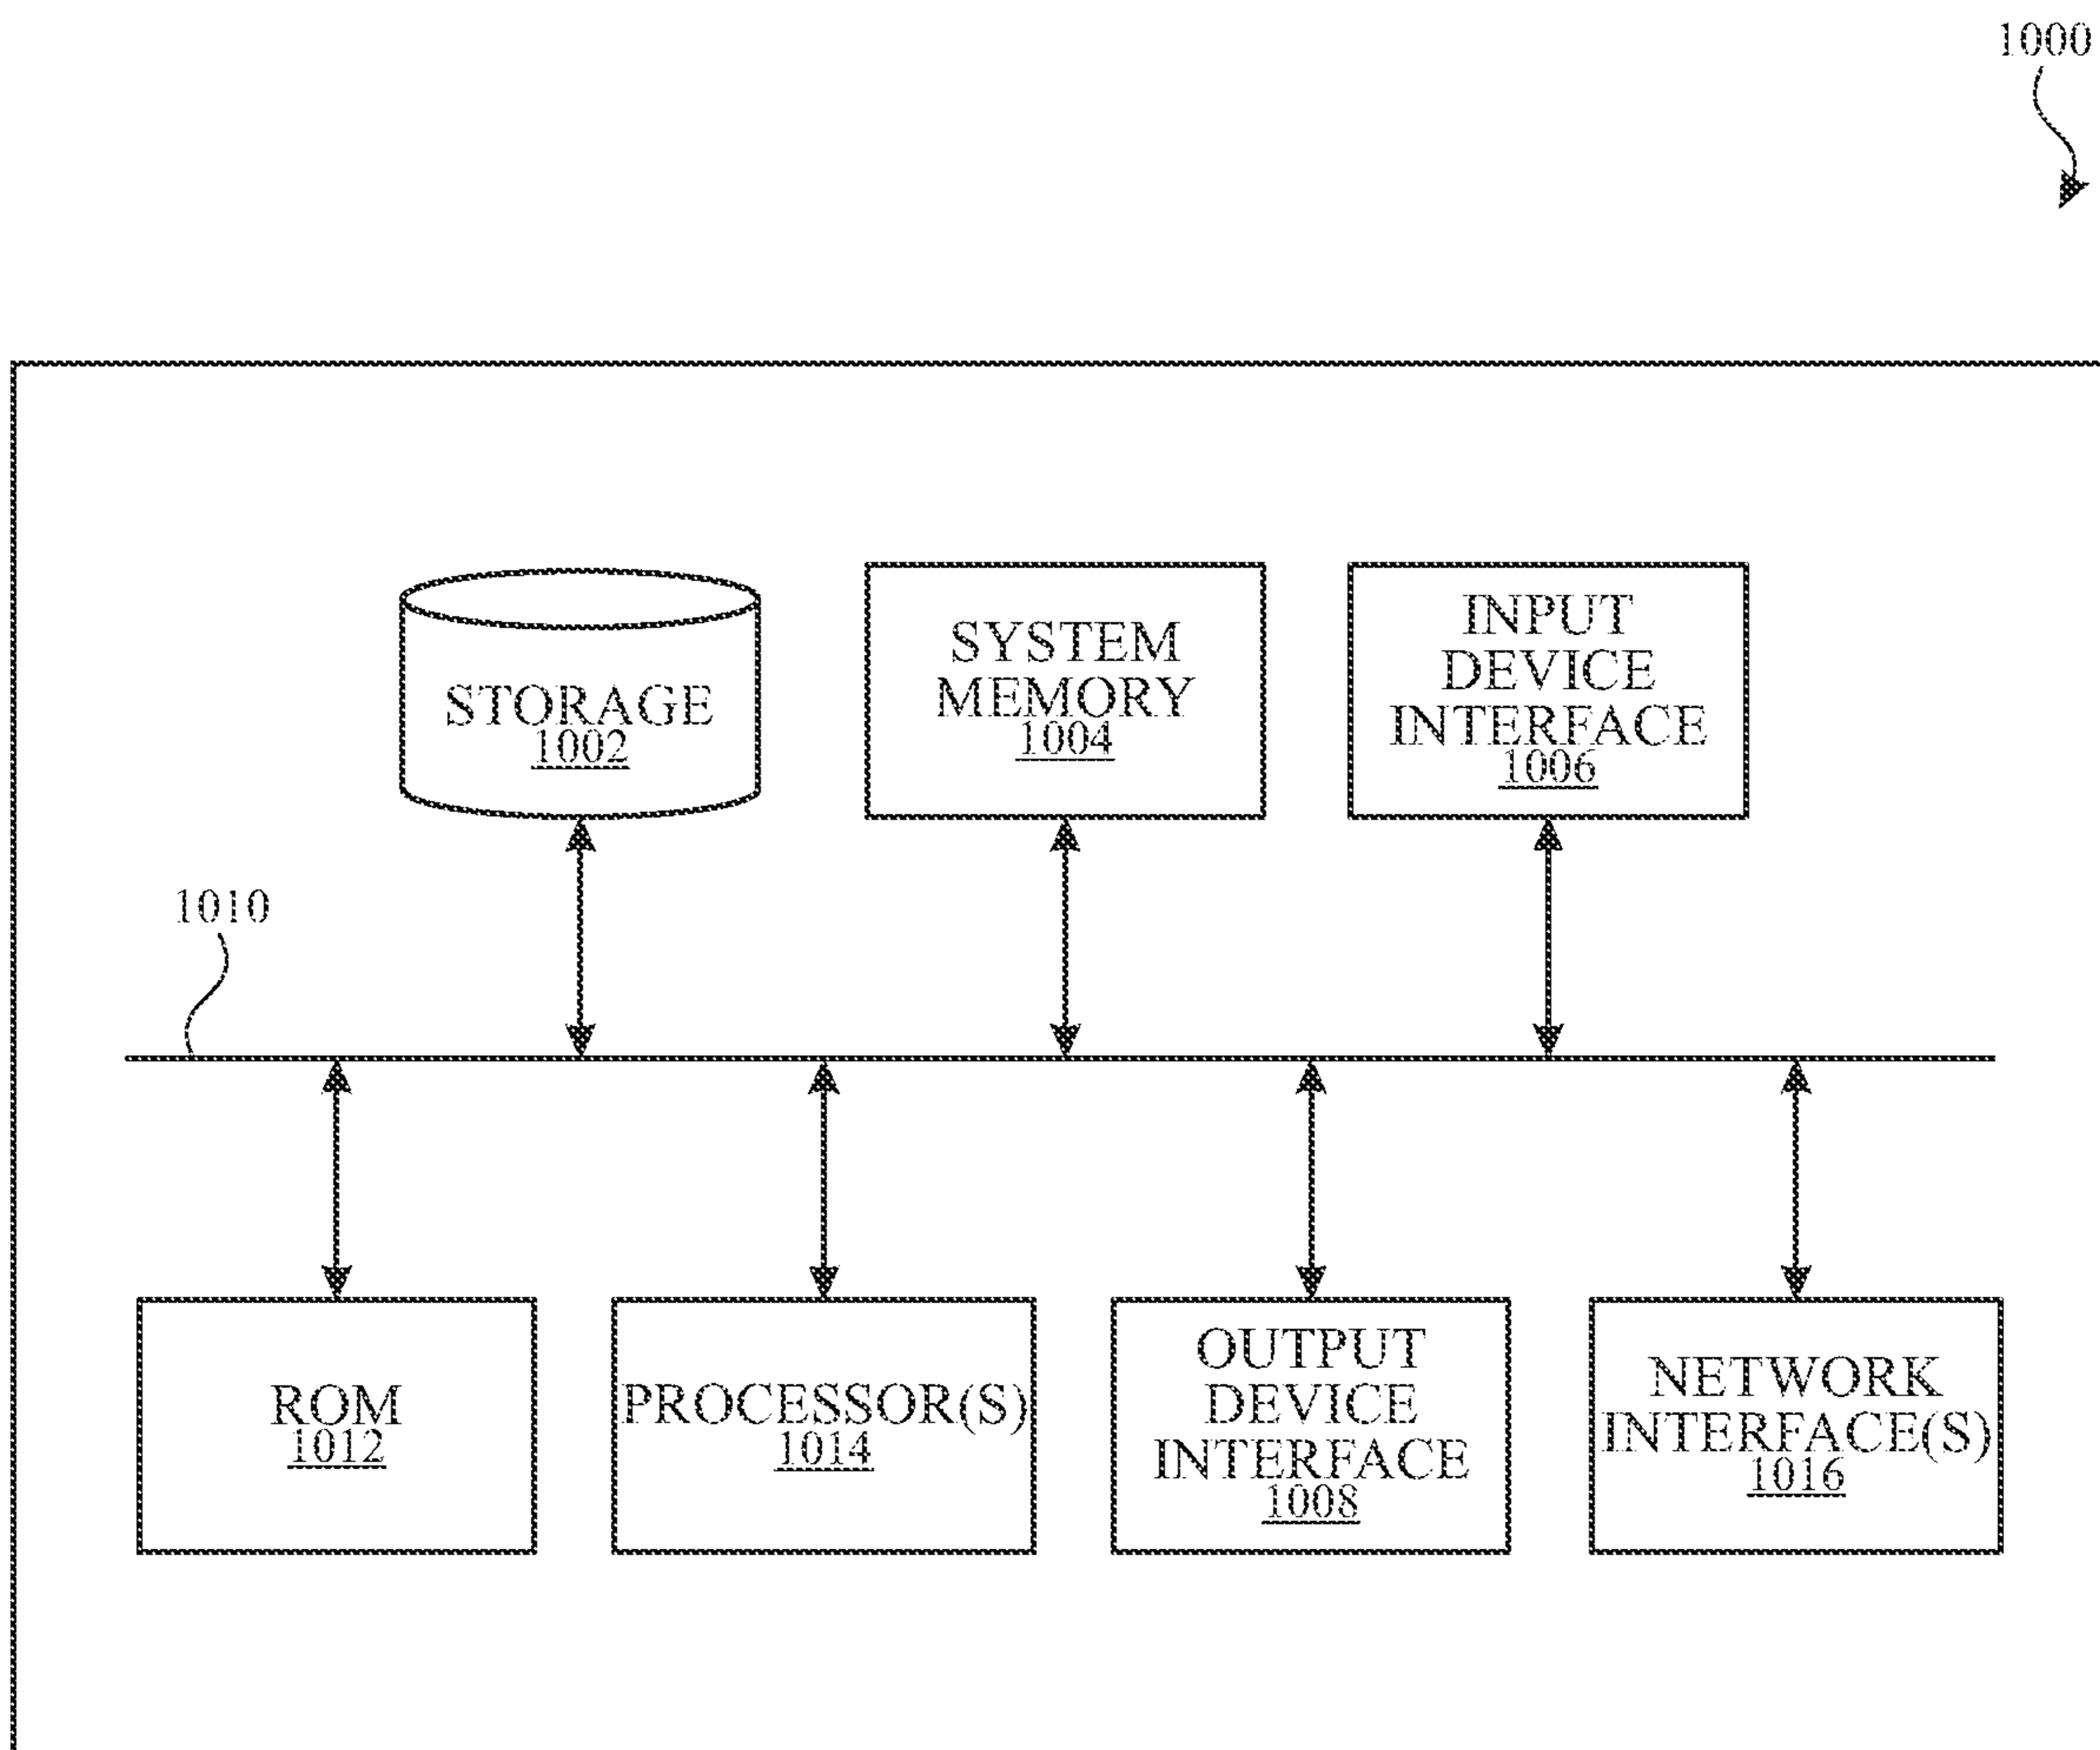 1000
STORAGE
1002
SYSTEM
MEMORY
1004
INPUT
DEVICE
INTERFACE
1006
1010
ROM
1012
PROCESSOR(S)
1014
OUTPUT
DEVICE
INTERFACE
1008
NETWORK
INTERFACE(S)
1016